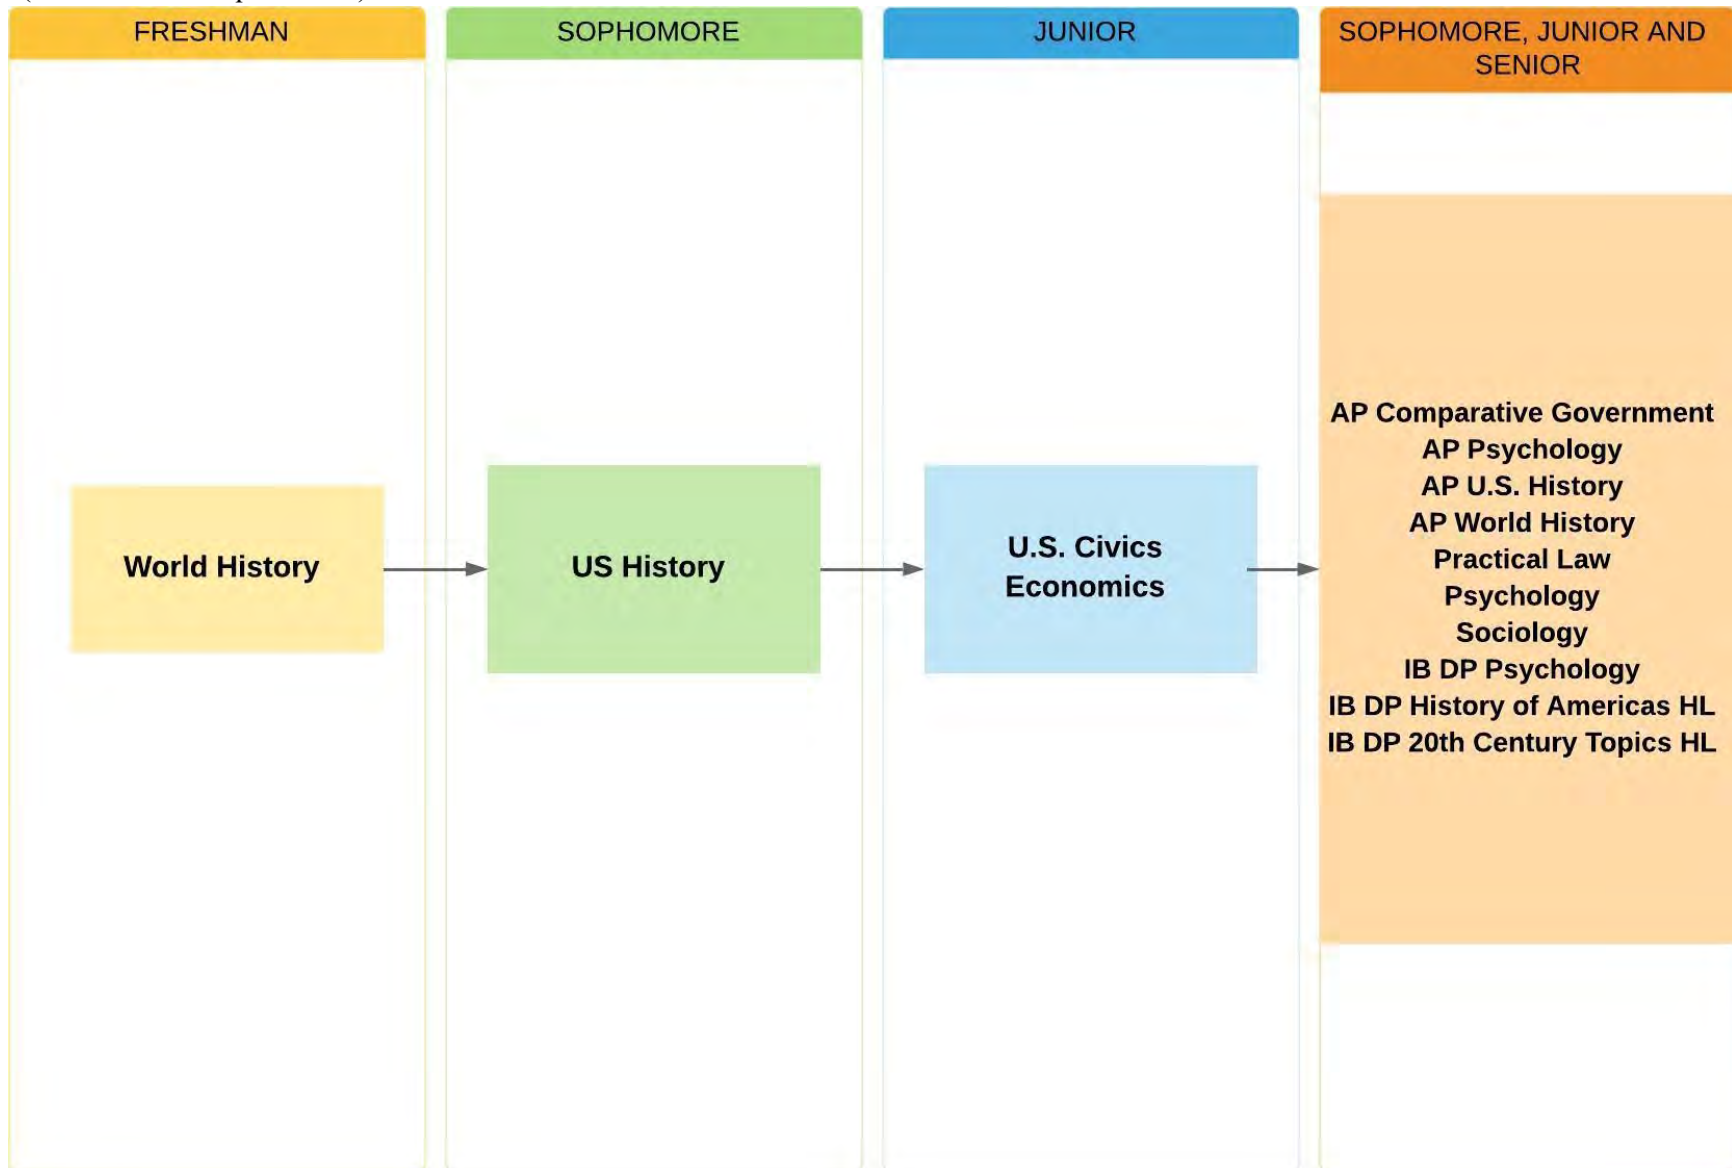 FRESHMAN
SOPHOMORE
JUNIOR
SOPHOMORE, JUNIOR AND
SENIOR
World History
US History
U.S. Civics
Economics
AP Comparative Government
AP Psychology
AP U.S. History
AP World History
Practical Law
Psychology
Sociology
IB DP Psychology
IB DP History of Americas HL
IB DP 20th Century Topics HL